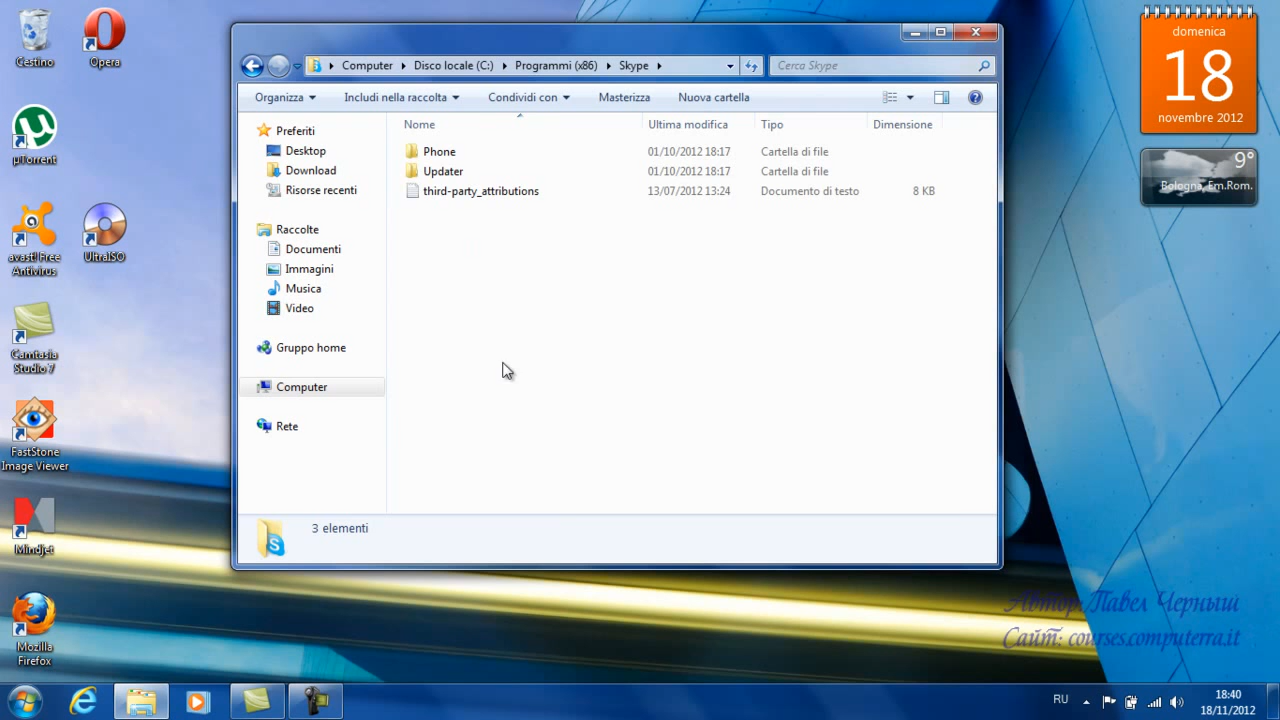 Cestino
Opera
µTorrent
avast! Free
Antivirus
UltraISO
Camtasia
Studio 7
FastStone
Image Viewer
Mindjet
Mozilla
Firefox
Computer Disco locale (C:) Programmi (x86) Skype
Cerca Skype
Organizza Includi nella raccolta Condividi con Masterizza Nuova cartella
Nome Ultima modifica Tipo Dimensione
Phone 01/10/2012 18:17 Cartella di file
Updater 01/10/2012 18:17 Cartella di file
third-party_attributions 13/07/2012 13:24 Documento di testo 8 KB
Preferiti
Desktop
Download
Risorse recenti
Raccolte
Documenti
Immagini
Musica
Video
Gruppo home
Computer
Rete
3 elementi
domenica
18
novembre 2012
9°
Bologna, Em.Rom.
Автор: Павел Черный
Сайт: courses.computerra.it
RU
18:40
18/11/2012